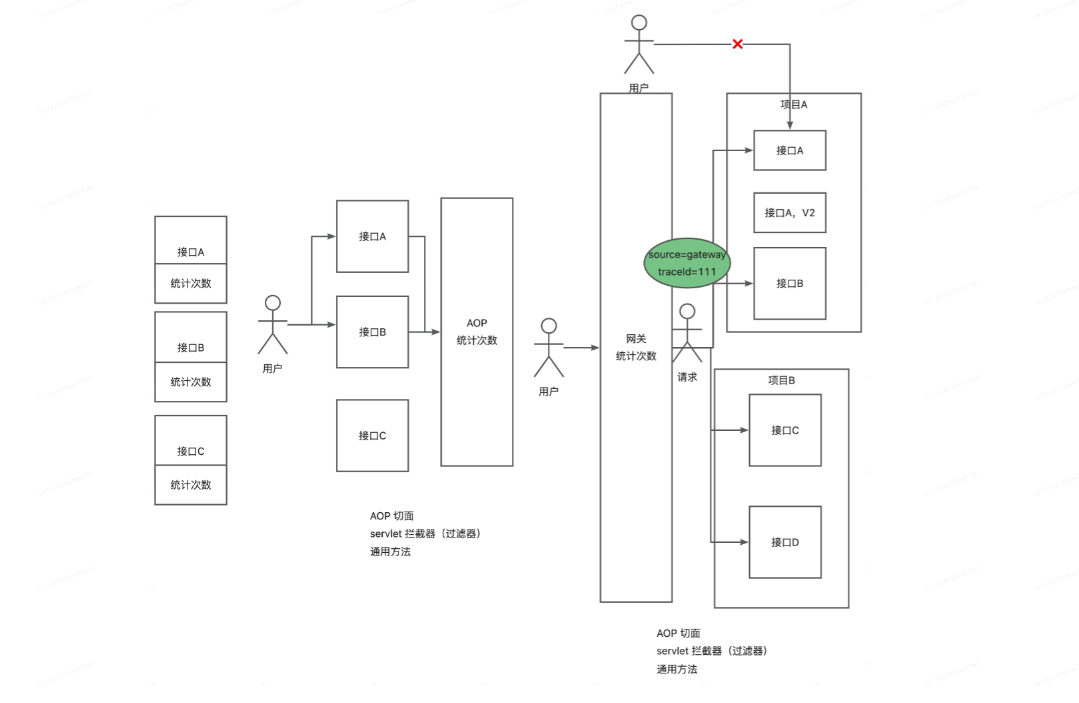 接口A
统计次数
接口B
统计次数
接口C
统计次数
用户
接口A
接口B
接口C
AOP
统计次数
AOP 切面
servlet 拦截器（过滤器）
通用方法
用户
用户
网关
统计次数
source=gateway
traceId=111
请求
项目A
接口A
接口A，V2
接口B
项目B
接口C
接口D
AOP 切面
servlet 拦截器（过滤器）
通用方法